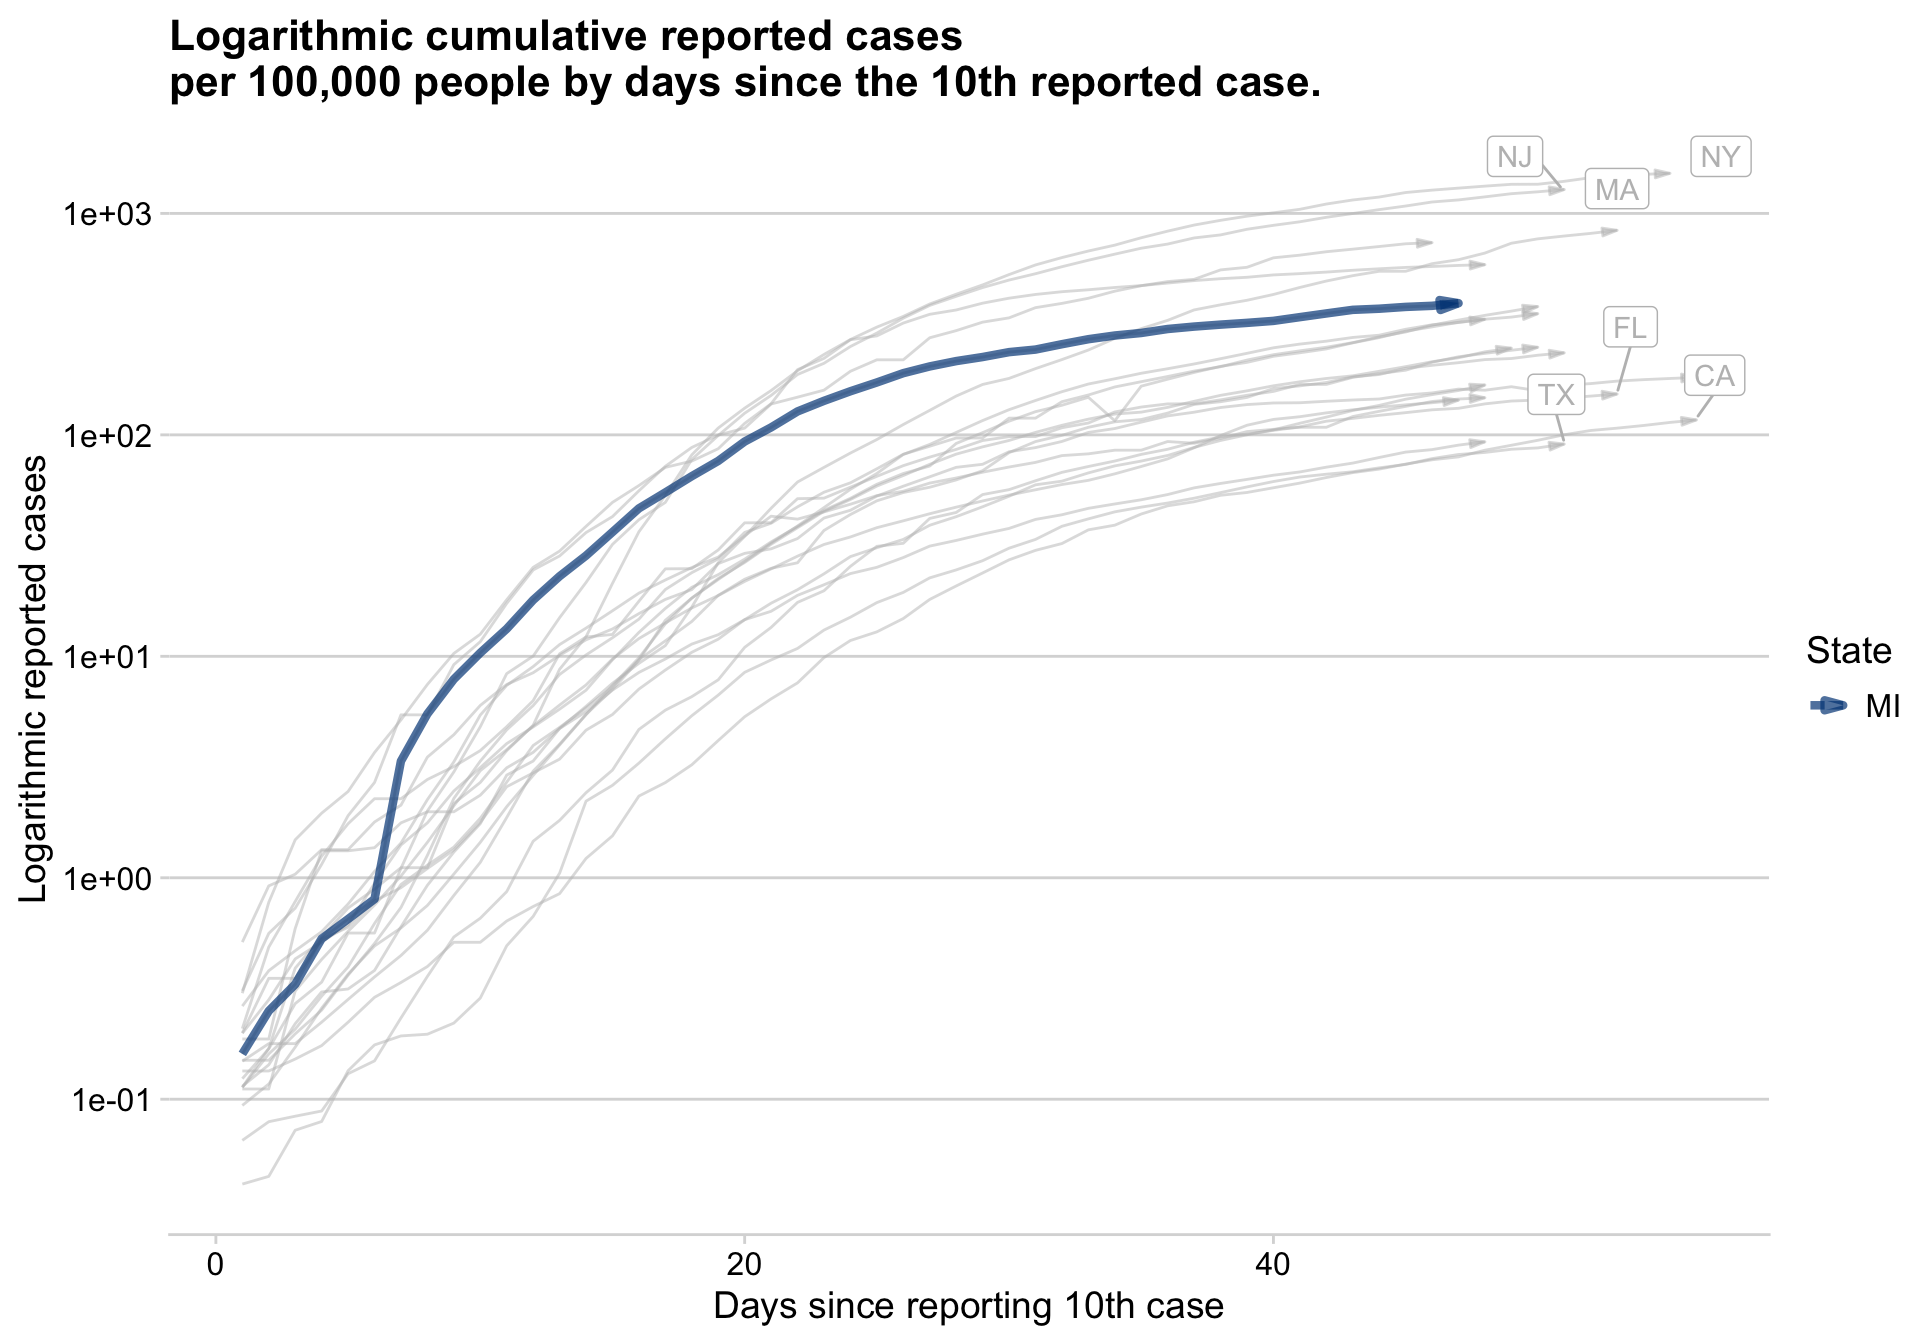 Logarithmic cumulative reported cases
per 100,000 people by days since the 10th reported case.
NJ
NY
MA
1e+03
FL
CA
TX
1e+02
Logarithmic reported cases
1e+01
State
MI
1e+00
1e-01
0
20
40
Days since reporting 10th case